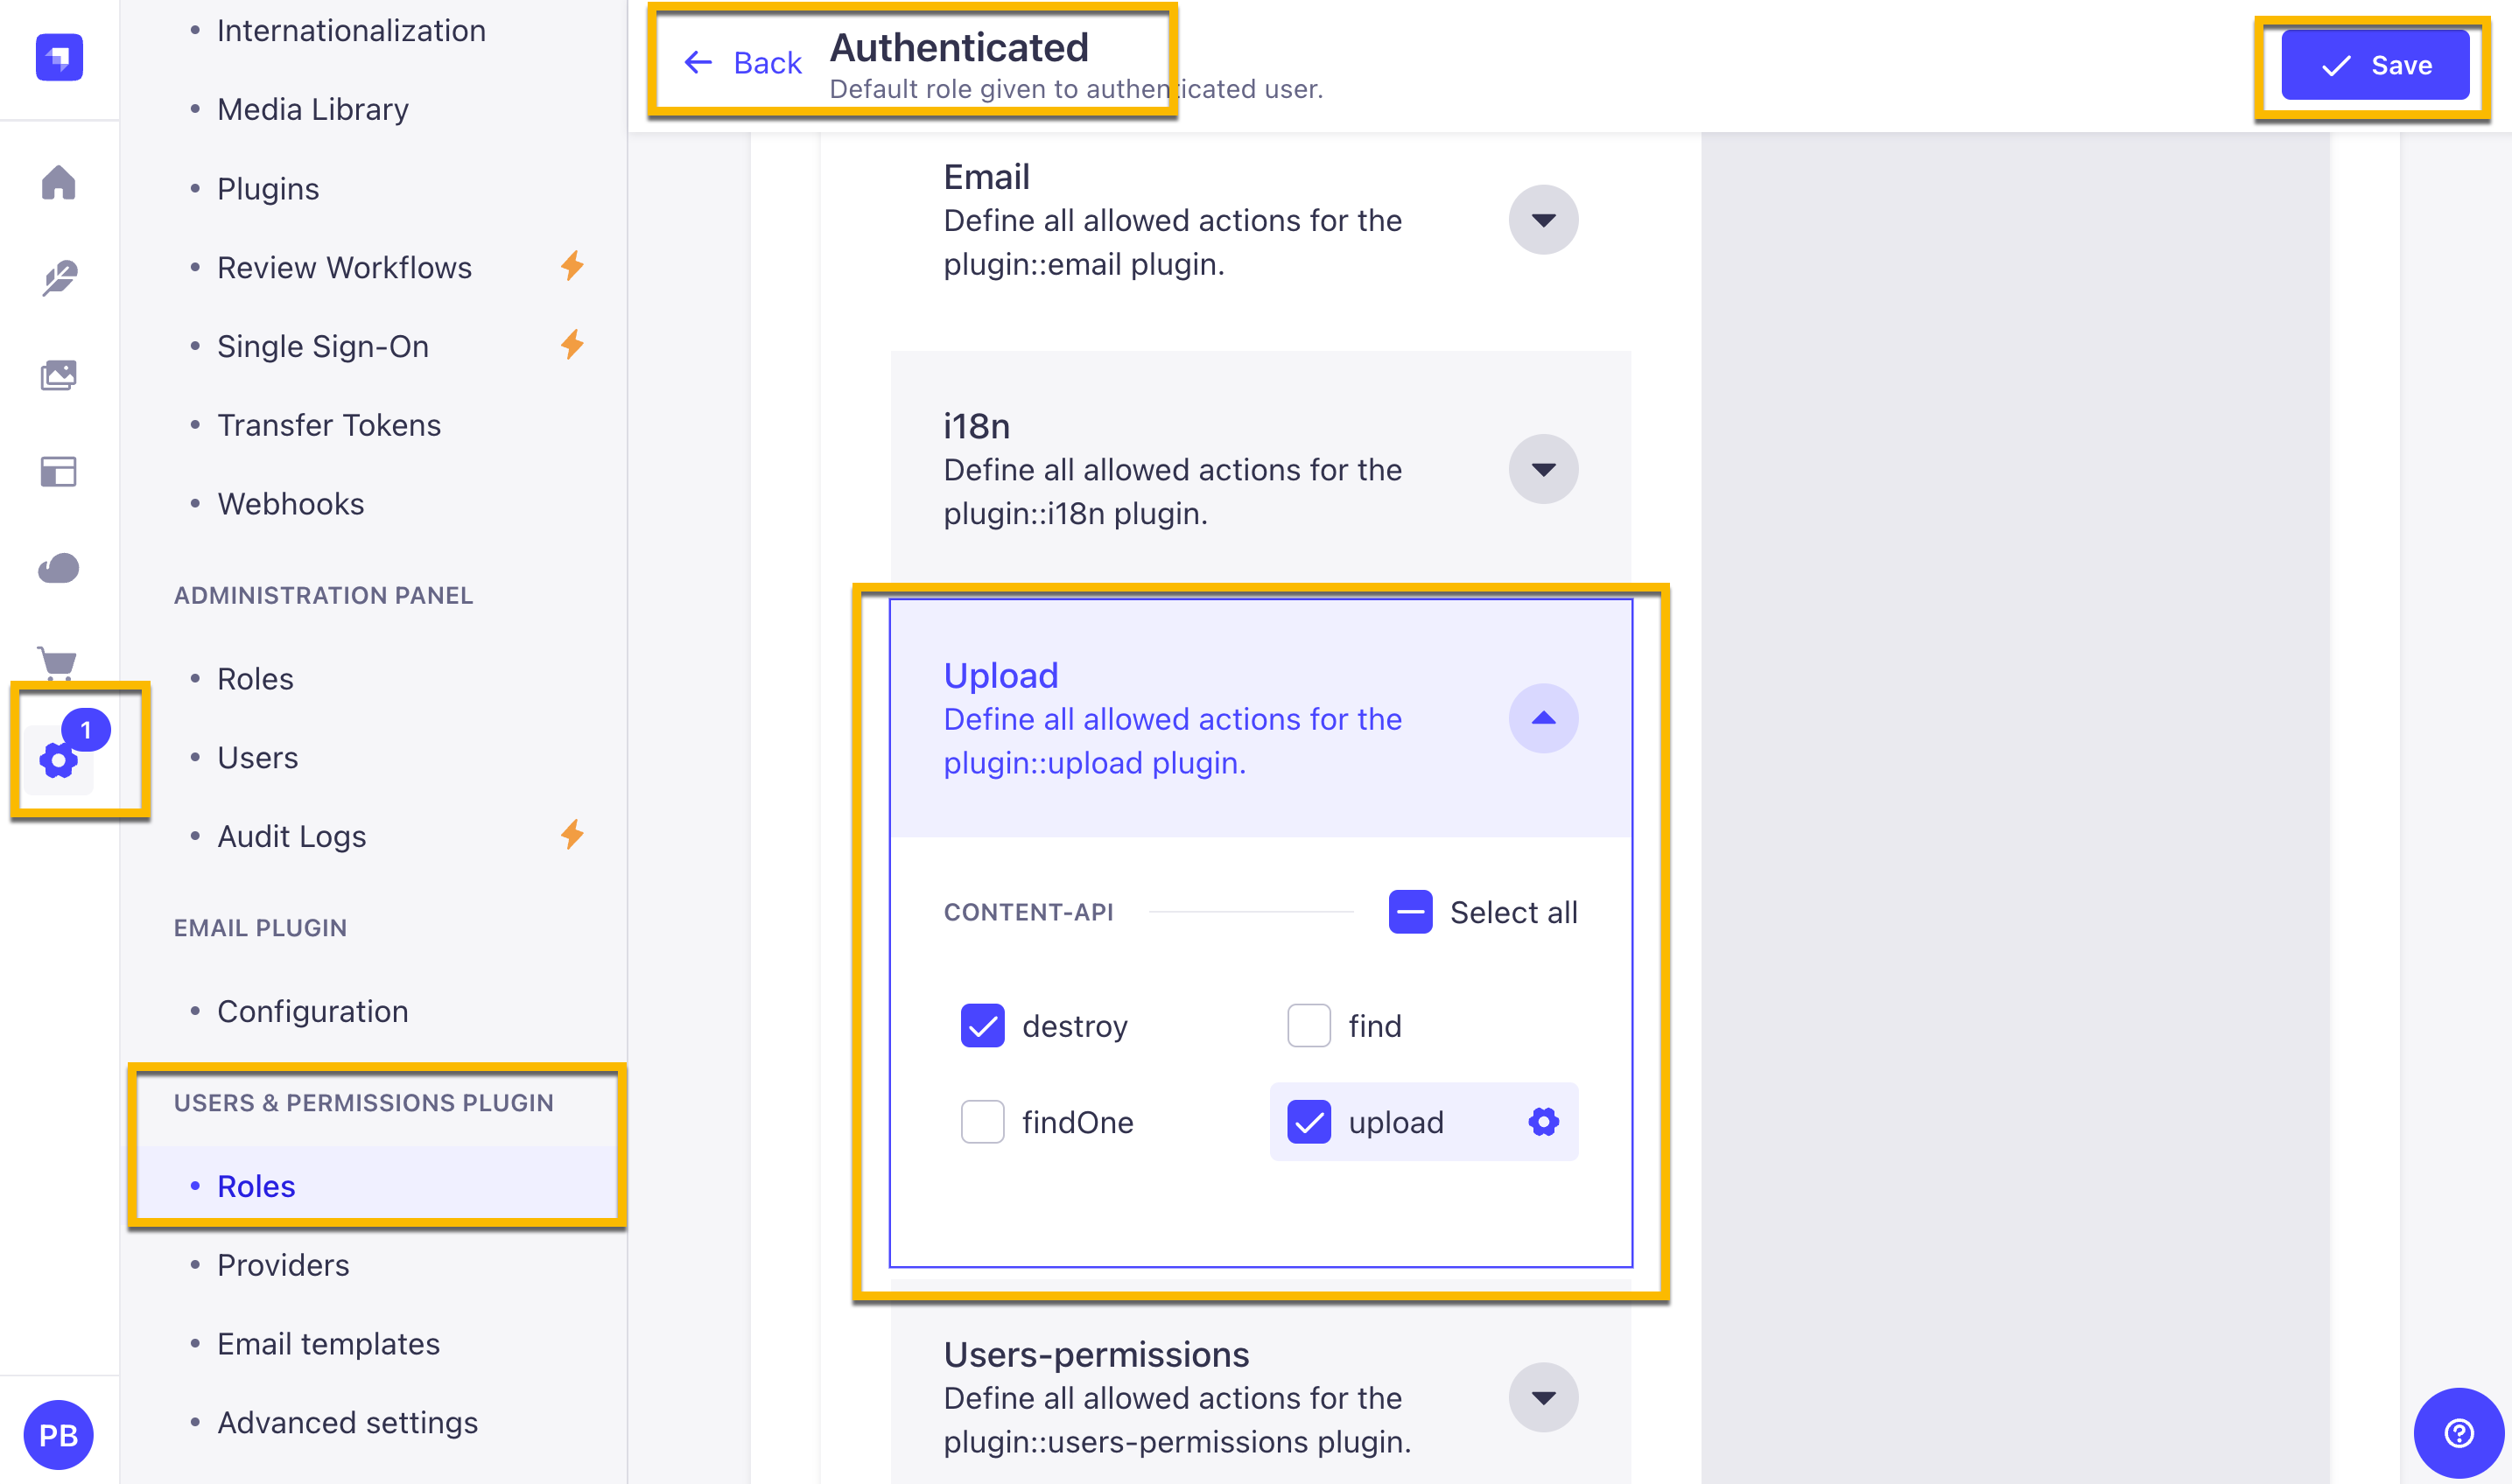 Internationalization
Media Library
Plugins
Review Workflows
Single Sign-On
Transfer Tokens
Webhooks
ADMINISTRATION PANEL
Roles
Users
Audit Logs
EMAIL PLUGIN
Configuration
USERS & PERMISSIONS PLUGIN
Roles
Providers
Email templates
Advanced settings
1
PB
Back
Authenticated
Default role given to authenticated user.
Save
Email
Define all allowed actions for the
plugin::email plugin.
i18n
Define all allowed actions for the
plugin::i18n plugin.
Upload
Define all allowed actions for the
plugin::upload plugin.
CONTENT-API
Select all
destroy
find
findOne
upload
Users-permissions
Define all allowed actions for the
plugin::users-permissions plugin.